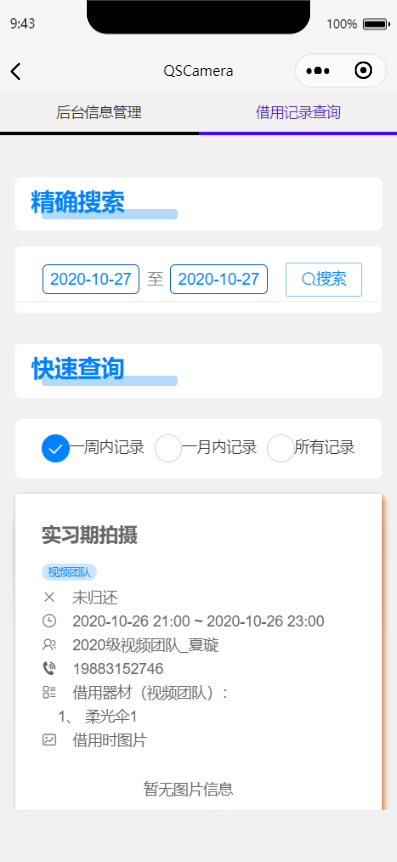 9:43
100%
QSCamera
后台信息管理
借用记录查询
精确搜索
2020-10-27 至 2020-10-27 搜索
快速查询
一周内记录 一月内记录 所有记录
实习期拍摄
视频团队
未归还
2020-10-26 21:00 ~ 2020-10-26 23:00
2020级视频团队_夏璇
19883152746
借用器材（视频团队）:
1、 柔光伞1
借用时图片
暂无图片信息